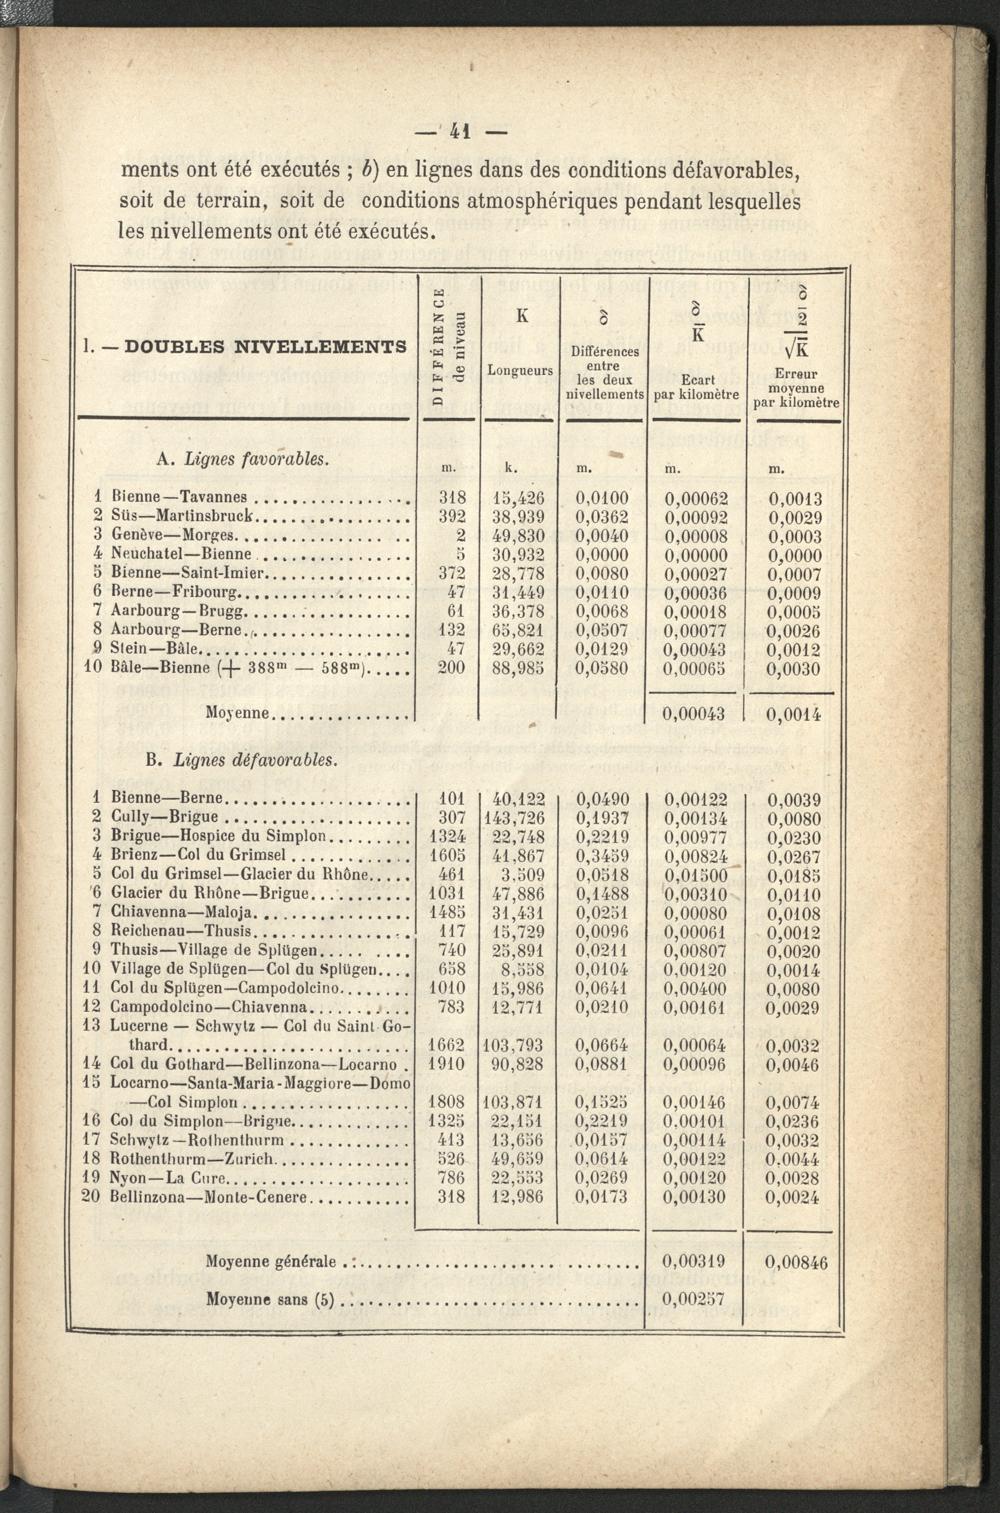 — 41 —
ments ont été exécutés ; b) en lignes dans des conditions défavorables,
soit de terrain, soit de conditions atmosphériques pendant lesquelles
les nivellements ont été exécutés.
I. — DOUBLES NIVELLEMENTS DIFFÉRENCE de niveau K Longueurs δ Différences entre les deux nivellements δ/K Ecart par kilomètre ½ δ/√K Erreur moyenne par kilomètre
A. Lignes favorables. m. k. m. m. m.
1 Bienne—Tavannes 318 15,426 0,0100 0,00062 0,0013
2 Süs—Martinsbruck 392 38,939 0,0362 0,00092 0,0029
3 Genève—Morges 2 49,830 0,0040 0,00008 0,0003
4 Neuchatel—Bienne 5 30,932 0,0000 0,00000 0,0000
5 Bienne—Saint-Imier 372 28,778 0,0080 0,00027 0,0007
6 Berne—Fribourg 47 31,449 0,0110 0,00036 0,0009
7 Aarbourg—Brugg 61 36,378 0,0068 0,00018 0,0005
8 Aarbourg—Berne 132 65,821 0,0507 0,00077 0,0026
9 Stein—Bâle 47 29,662 0,0129 0,00043 0,0012
10 Bâle—Bienne (+ 388m — 588m) 200 88,985 0,0580 0,00065 0,0030
Moyenne 0,00043 0,0014
B. Lignes défavorables.
1 Bienne—Berne 101 40,122 0,0490 0,00122 0,0039
2 Cully—Brigue 307 143,726 0,1937 0,00134 0,0080
3 Brigue—Hospice du Simplon 1324 22,748 0,2219 0,00977 0,0230
4 Brienz—Col du Grimsel 1605 41,867 0,3459 0,00824 0,0267
5 Col du Grimsel—Glacier du Rhône 461 3,509 0,0518 0,01500 0,0185
6 Glacier du Rhône—Brigue 1031 47,886 0,1488 0,00310 0,0110
7 Chiavenna—Maloja 1485 31,431 0,0251 0,00080 0,0108
8 Reichenau—Thusis 117 15,729 0,0096 0,00061 0,0012
9 Thusis—Village de Splügen 740 25,891 0,0211 0,00807 0,0020
10 Village de Splügen—Col du Splügen 658 8,558 0,0104 0,00120 0,0014
11 Col du Splügen—Campodolcino 1010 15,986 0,0641 0,00400 0,0080
12 Campodolcino—Chiavenna 783 12,771 0,0210 0,00161 0,0029
13 Lucerne — Schwytz — Col du Saint Go-
thard 1662 103,793 0,0664 0,00064 0,0032
14 Col du Gothard—Bellinzona—Locarno 1910 90,828 0,0881 0,00096 0,0046
15 Locarno—Santa-Maria-Maggiore—Domo
—Col Simplon 1808 103,871 0,1525 0,00146 0,0074
16 Col du Simplon—Brigue 1325 22,151 0,2219 0,00101 0,0236
17 Schwytz—Rothenthurm 413 13,656 0,0157 0,00114 0,0032
18 Rothenthurm—Zurich 526 49,659 0,0614 0,00122 0,0044
19 Nyon—La Cure 786 22,553 0,0269 0,00120 0,0028
20 Bellinzona—Monte-Cenere 318 12,986 0,0173 0,00130 0,0024
Moyenne générale 0,00319 0,00846
Moyenne sans (5) 0,00257